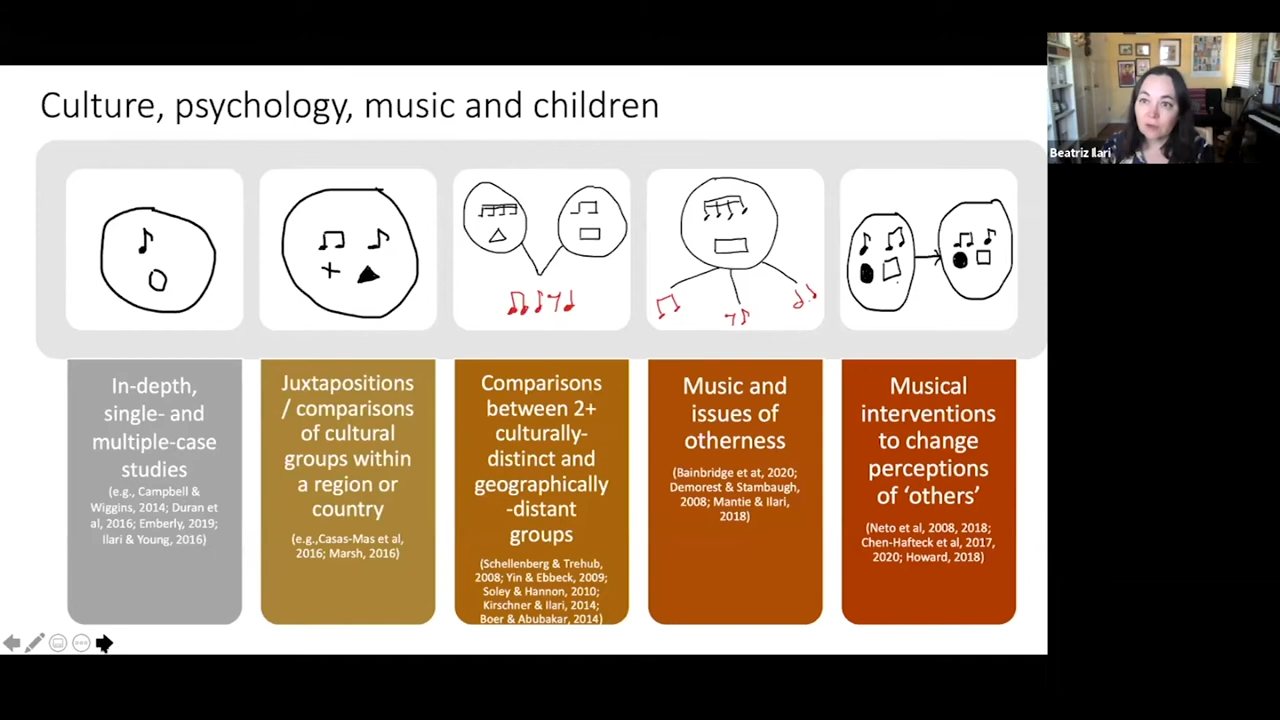 Culture, psychology, music and children
Beatriz Ilari
In-depth,
single- and
multiple-case
studies
(e.g., Campbell &
Wiggins, 2014; Duran et
al, 2016; Emberly, 2019;
Ilari & Young, 2016)
Juxtapositions
/ comparisons
of cultural
groups within
a region or
country
(e.g.,Casas-Mas et al,
2016; Marsh, 2016)
Comparisons
between 2+
culturally-
distinct and
geographically
-distant
groups
(Schellenberg & Trehub,
2008; Yin & Ebbeck, 2009;
Soley & Hannon, 2010;
Kirschner & Ilari, 2014;
Boer & Abubakar, 2014)
Music and
issues of
otherness
(Bainbridge et at, 2020;
Demorest & Stambaugh,
2008; Mantie & Ilari,
2018)
Musical
interventions
to change
perceptions
of ‘others’
(Neto et al, 2008, 2018;
Chen-Hafteck et al, 2017,
2020; Howard, 2018)